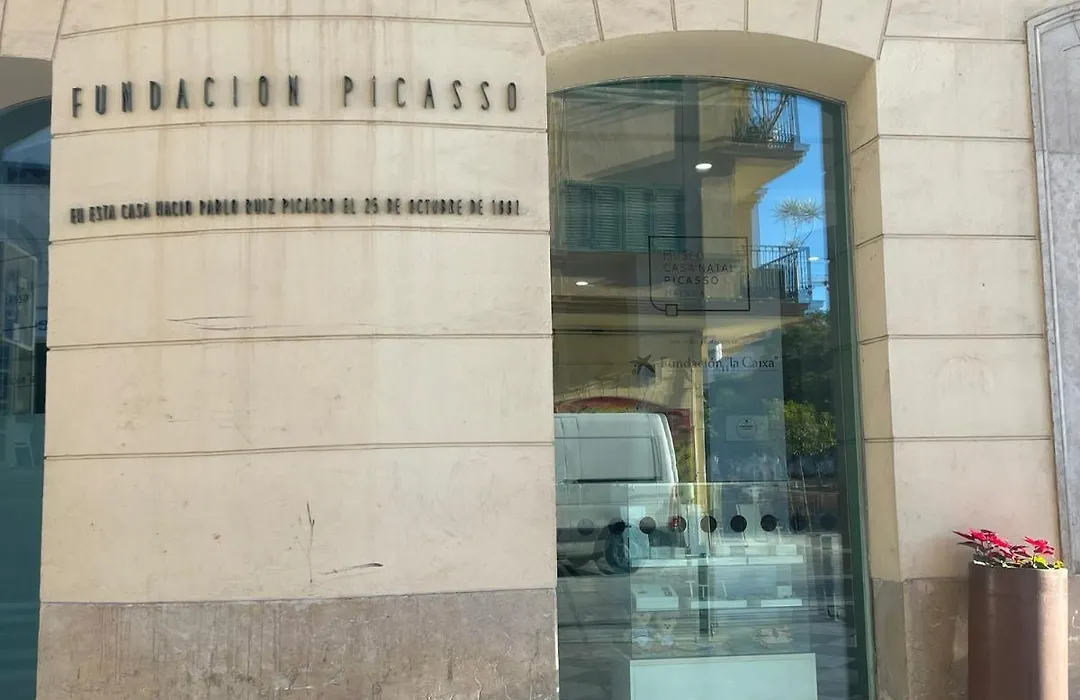 FUNDACION PICASSO
EN ESTA CASA NACIO PABLO RUIZ PICASSO EL 25 DE OCTUBRE DE 1881
MUSEO
CASA NATAL
PICASSO
Fundación "la Caixa"